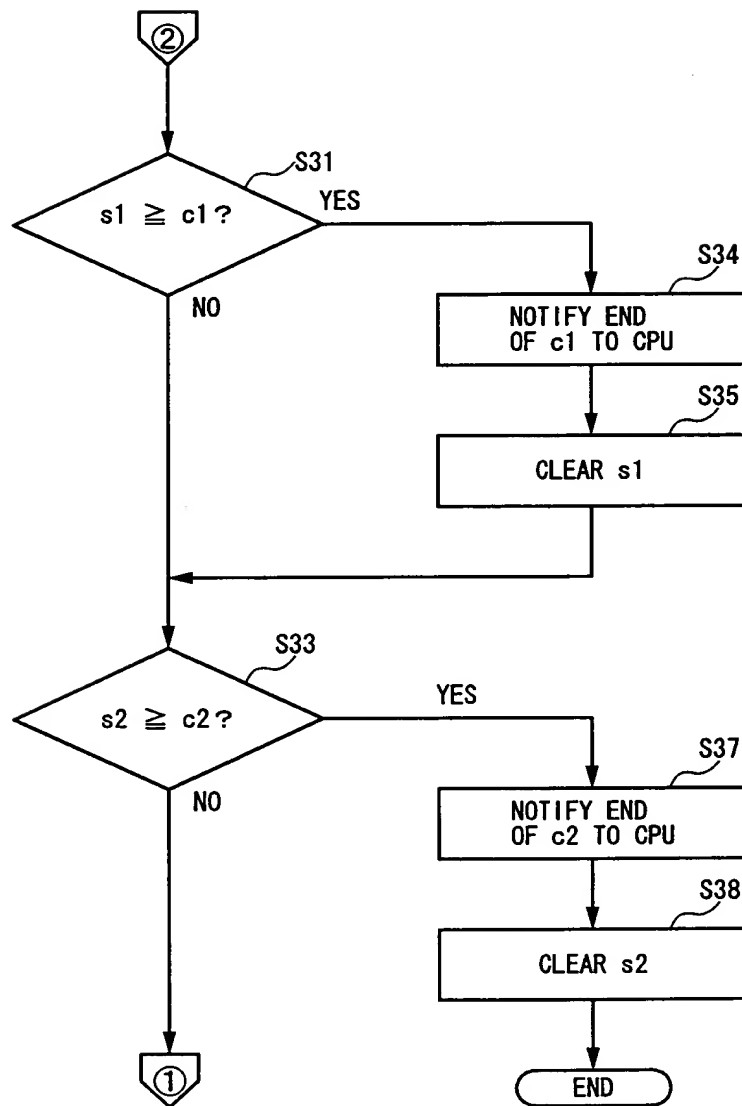 ②
S31
s1 ≧ c1?
YES
NO
S34
NOTIFY END
OF c1 TO CPU
S35
CLEAR s1
S33
s2 ≧ c2?
YES
NO
S37
NOTIFY END
OF c2 TO CPU
S38
CLEAR s2
①
END